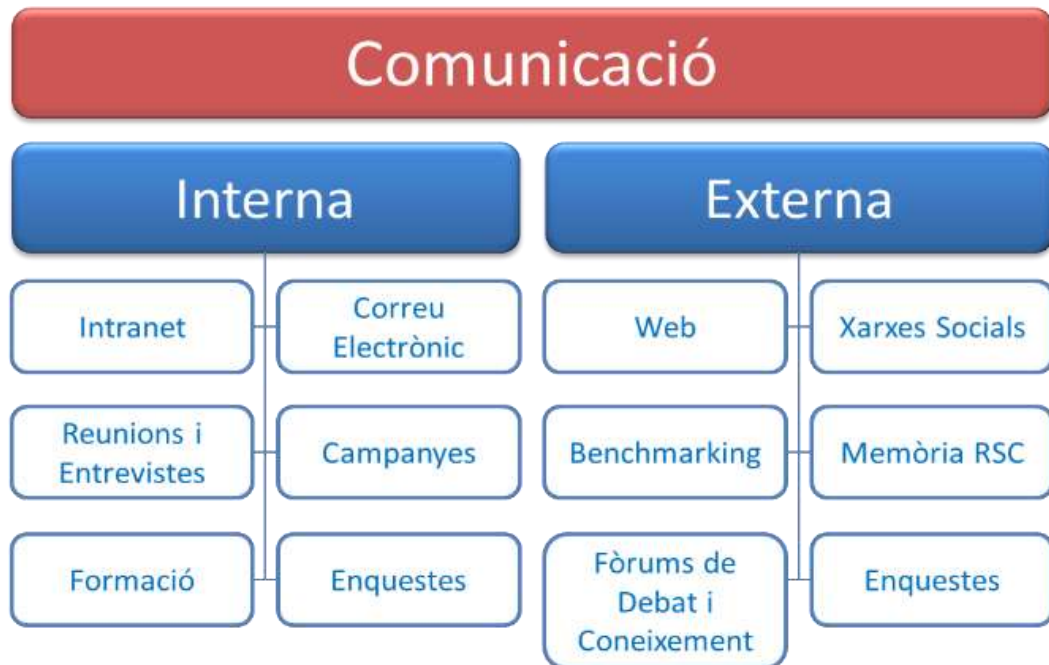 Comunicació
Interna
Externa
Intranet
Correu
Electrònic
Web
Xarxes Socials
Reunions i
Entrevistes
Campanyes
Benchmarking
Memòria RSC
Formació
Enquestes
Fòrums de
Debat i
Coneixement
Enquestes